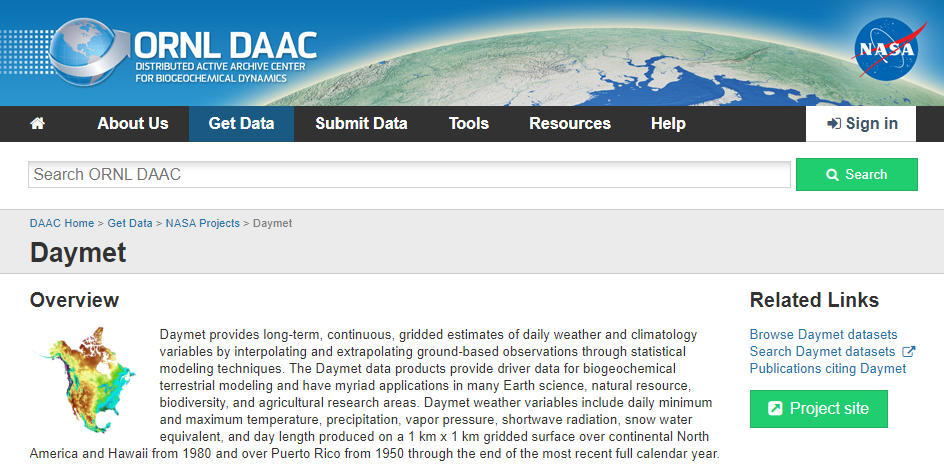 ORNL DAAC
DISTRIBUTED ACTIVE ARCHIVE CENTER
FOR BIOGEOCHEMICAL DYNAMICS
NASA
About Us
Get Data
Submit Data
Tools
Resources
Help
Sign in
Search ORNL DAAC
Search
DAAC Home > Get Data > NASA Projects > Daymet
Daymet
Overview
Daymet provides long-term, continuous, gridded estimates of daily weather and climatology
variables by interpolating and extrapolating ground-based observations through statistical
modeling techniques. The Daymet data products provide driver data for biogeochemical
terrestrial modeling and have myriad applications in many Earth science, natural resource,
biodiversity, and agricultural research areas. Daymet weather variables include daily minimum
and maximum temperature, precipitation, vapor pressure, shortwave radiation, snow water
equivalent, and day length produced on a 1 km x 1 km gridded surface over continental North
America and Hawaii from 1980 and over Puerto Rico from 1950 through the end of the most recent full calendar year.
Related Links
Browse Daymet datasets
Search Daymet datasets
Publications citing Daymet
Project site